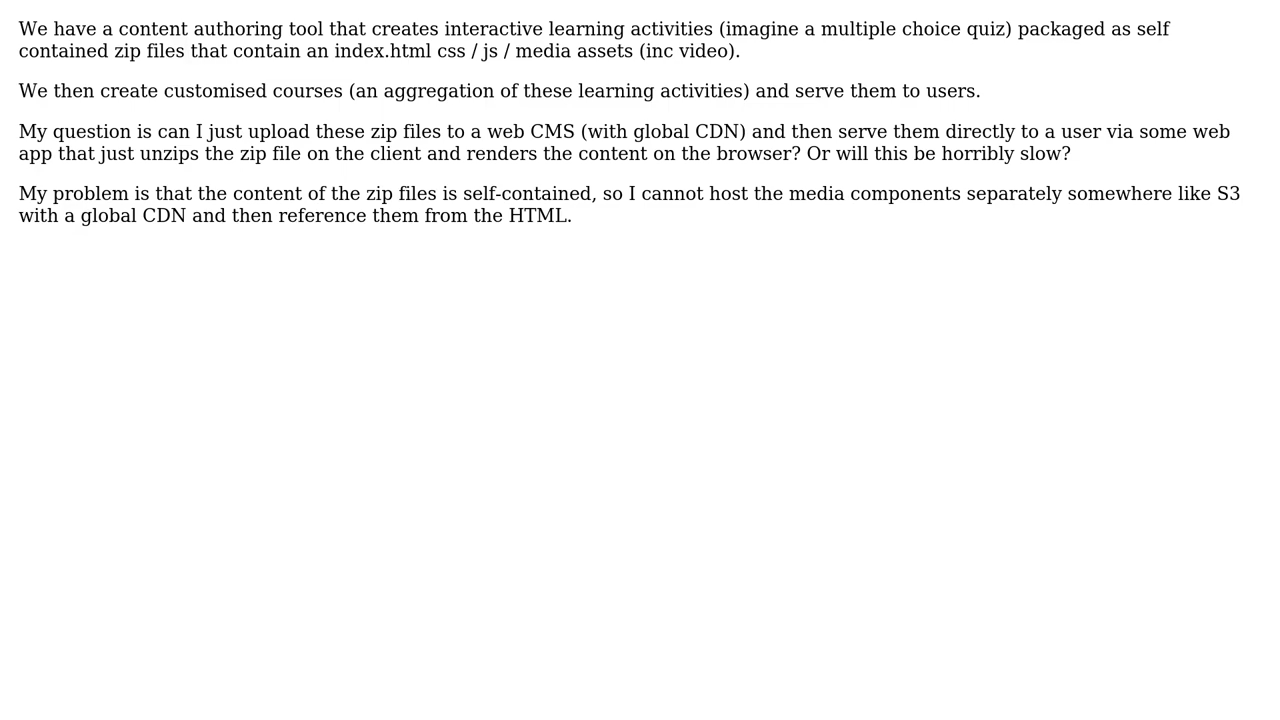 We have a content authoring tool that creates interactive learning activities (imagine a multiple choice quiz) packaged as self
contained zip files that contain an index.html css / js / media assets (inc video).
We then create customised courses (an aggregation of these learning activities) and serve them to users.
My question is can I just upload these zip files to a web CMS (with global CDN) and then serve them directly to a user via some web
app that just unzips the zip file on the client and renders the content on the browser? Or will this be horribly slow?
My problem is that the content of the zip files is self-contained, so I cannot host the media components separately somewhere like S3
with a global CDN and then reference them from the HTML.